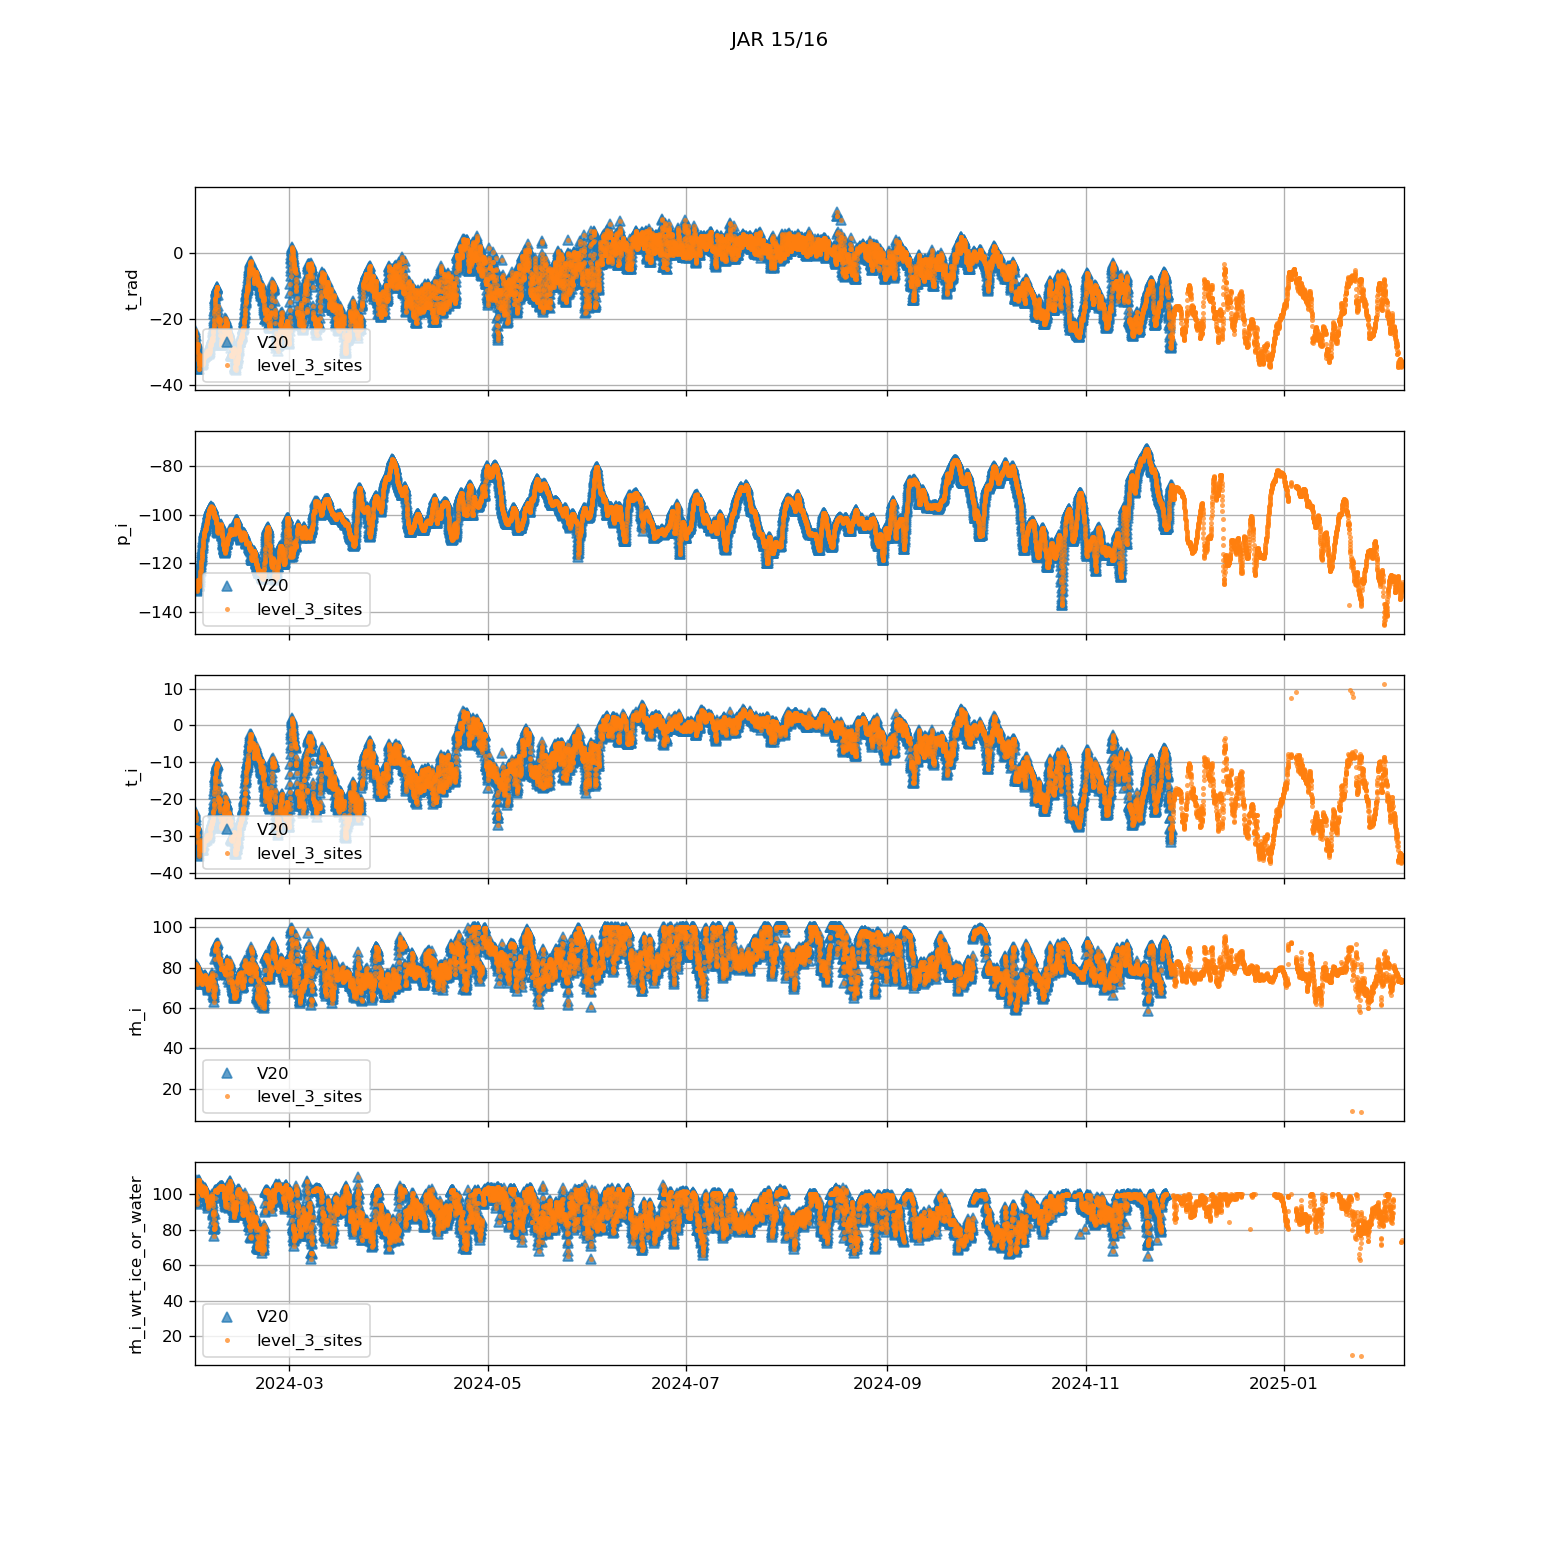 JAR 15/16
0
−20
−40
t_rad
V20
level_3_sites
−80
−100
−120
−140
p_i
V20
level_3_sites
10
0
−10
−20
−30
−40
t_i
V20
level_3_sites
100
80
60
40
20
rh_i
V20
level_3_sites
100
80
60
40
20
rh_i_wrt_ice_or_water
V20
level_3_sites
2024-03
2024-05
2024-07
2024-09
2024-11
2025-01